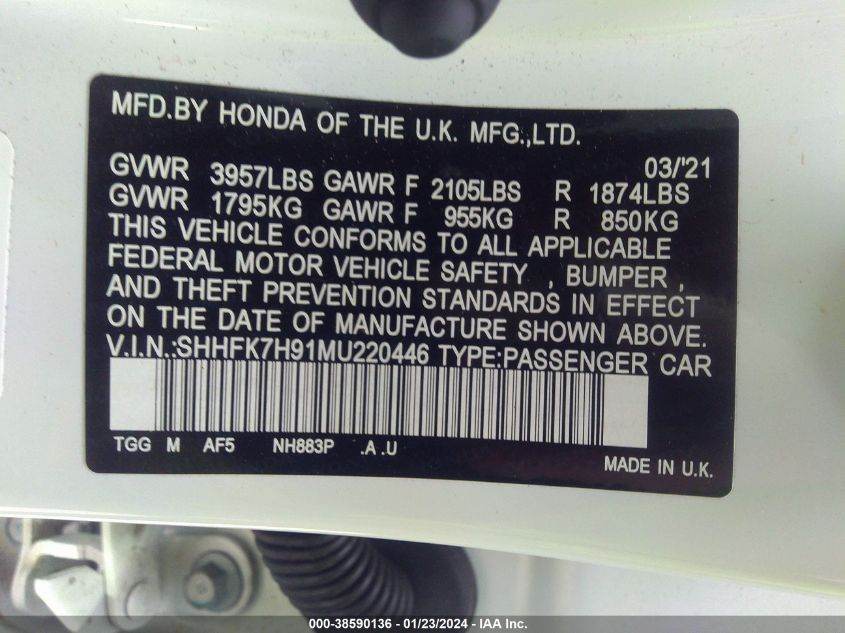 MFD.BY HONDA OF THE U.K. MFG.,LTD.
03/'21
GVWR 3957LBS GAWR F 2105LBS R 1874LBS
GVWR 1795KG GAWR F 955KG R 850KG
THIS VEHICLE CONFORMS TO ALL APPLICABLE
FEDERAL MOTOR VEHICLE SAFETY , BUMPER ,
AND THEFT PREVENTION STANDARDS IN EFFECT
ON THE DATE OF MANUFACTURE SHOWN ABOVE.
V.I.N.:SHHFK7H91MU220446 TYPE:PASSENGER CAR
TGG M AF5 NH883P .A .U
MADE IN U.K.
000-38590136 - 01/23/2024 - IAA Inc.